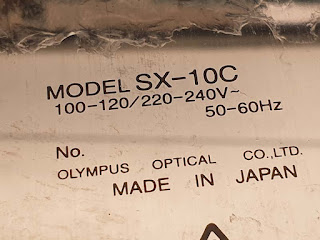 MODEL SX-10C
100-120/220-240V~
50-60Hz
No.
OLYMPUS OPTICAL CO.,LTD.
MADE IN JAPAN